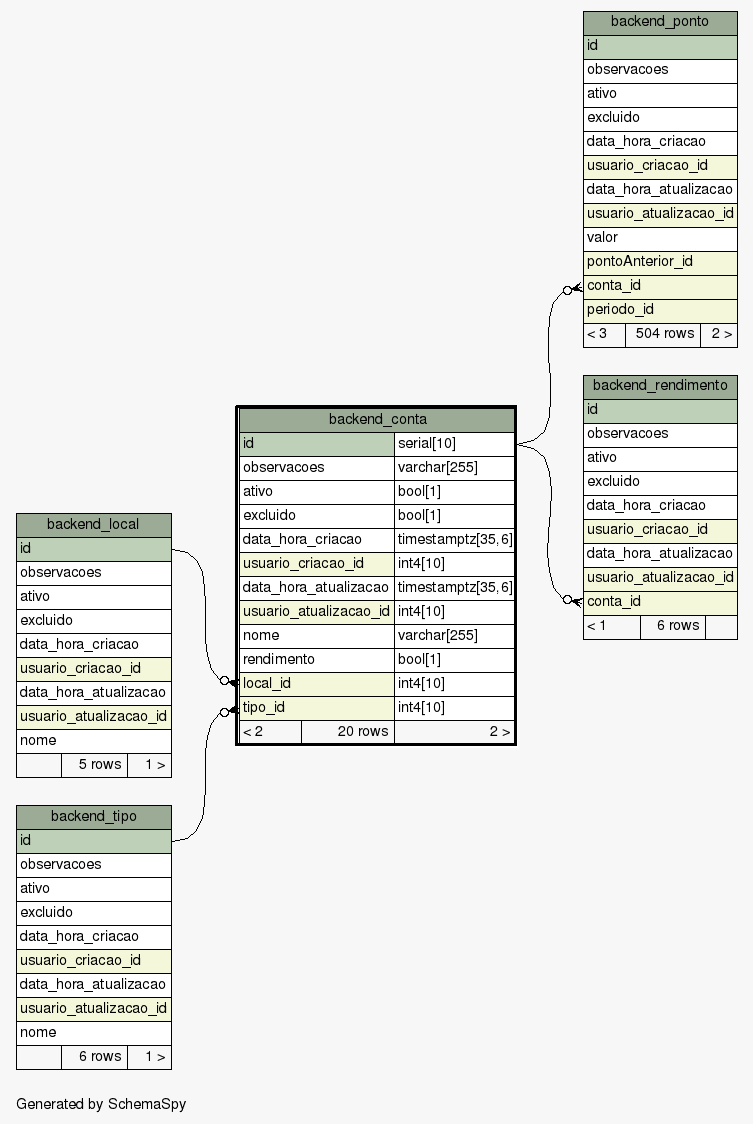 backend_ponto
id
observacoes
ativo
excluido
data_hora_criacao
usuario_criacao_id
data_hora_atualizacao
usuario_atualizacao_id
valor
pontoAnterior_id
conta_id
periodo_id
< 3 504 rows 2 >
backend_rendimento
id
observacoes
ativo
excluido
data_hora_criacao
usuario_criacao_id
data_hora_atualizacao
usuario_atualizacao_id
conta_id
< 1 6 rows
backend_conta
id serial[10]
observacoes varchar[255]
ativo bool[1]
excluido bool[1]
data_hora_criacao timestamptz[35,6]
usuario_criacao_id int4[10]
data_hora_atualizacao timestamptz[35,6]
usuario_atualizacao_id int4[10]
nome varchar[255]
rendimento bool[1]
local_id int4[10]
tipo_id int4[10]
< 2 20 rows 2 >
backend_local
id
observacoes
ativo
excluido
data_hora_criacao
usuario_criacao_id
data_hora_atualizacao
usuario_atualizacao_id
nome
5 rows 1 >
backend_tipo
id
observacoes
ativo
excluido
data_hora_criacao
usuario_criacao_id
data_hora_atualizacao
usuario_atualizacao_id
nome
6 rows 1 >
Generated by SchemaSpy